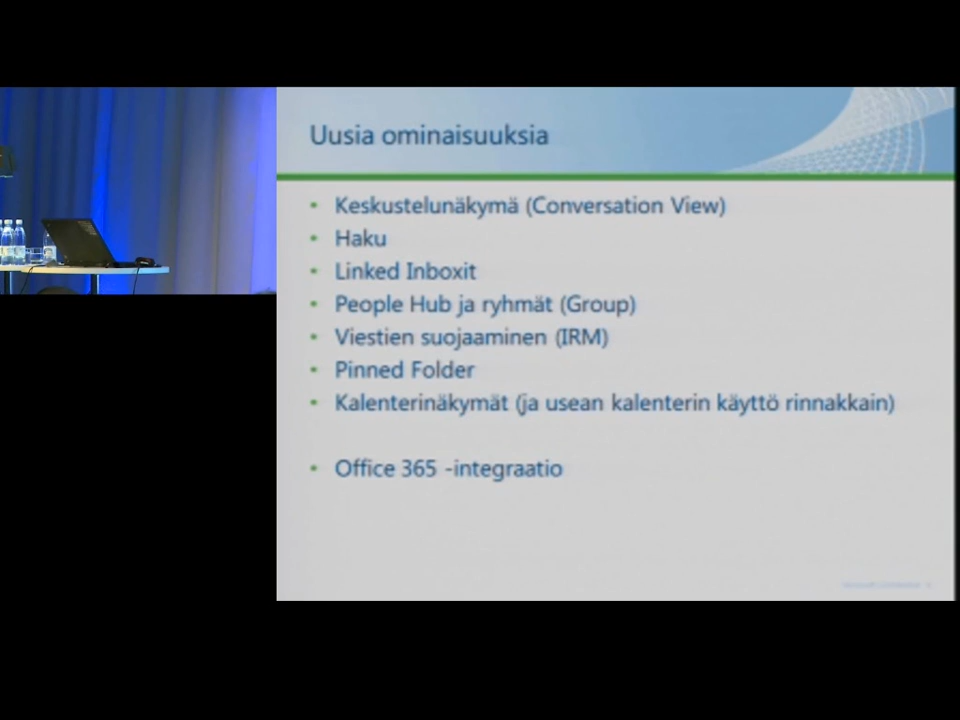 Uusia ominaisuuksia
• Keskustelunäkymä (Conversation View)
• Haku
• Linked Inboxit
• People Hub ja ryhmät (Group)
• Viestien suojaaminen (IRM)
• Pinned Folder
• Kalenterinäkymät (ja usean kalenterin käyttö rinnakkain)
• Office 365 -integraatio